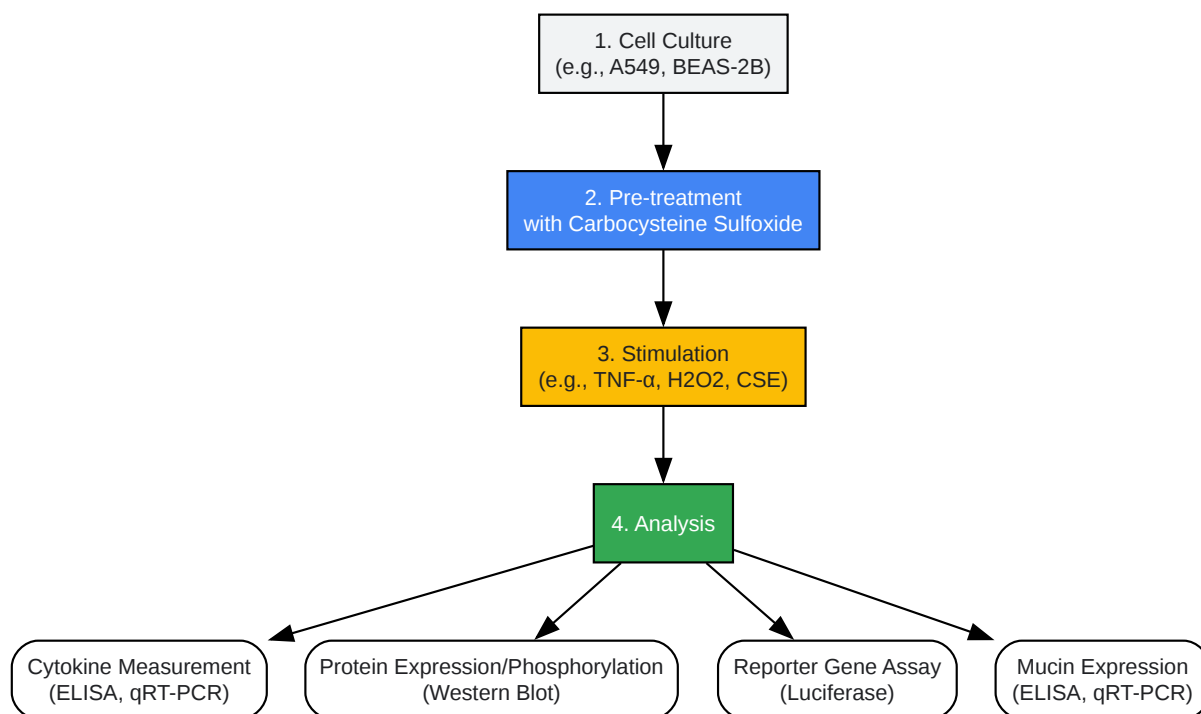 1. Cell Culture
(e.g., A549, BEAS-2B)
2. Pre-treatment
with Carbocysteine Sulfoxide
3. Stimulation
(e.g., TNF-α, H2O2, CSE)
4. Analysis
Cytokine Measurement
(ELISA, qRT-PCR)
Protein Expression/Phosphorylation
(Western Blot)
Reporter Gene Assay
(Luciferase)
Mucin Expression
(ELISA, qRT-PCR)